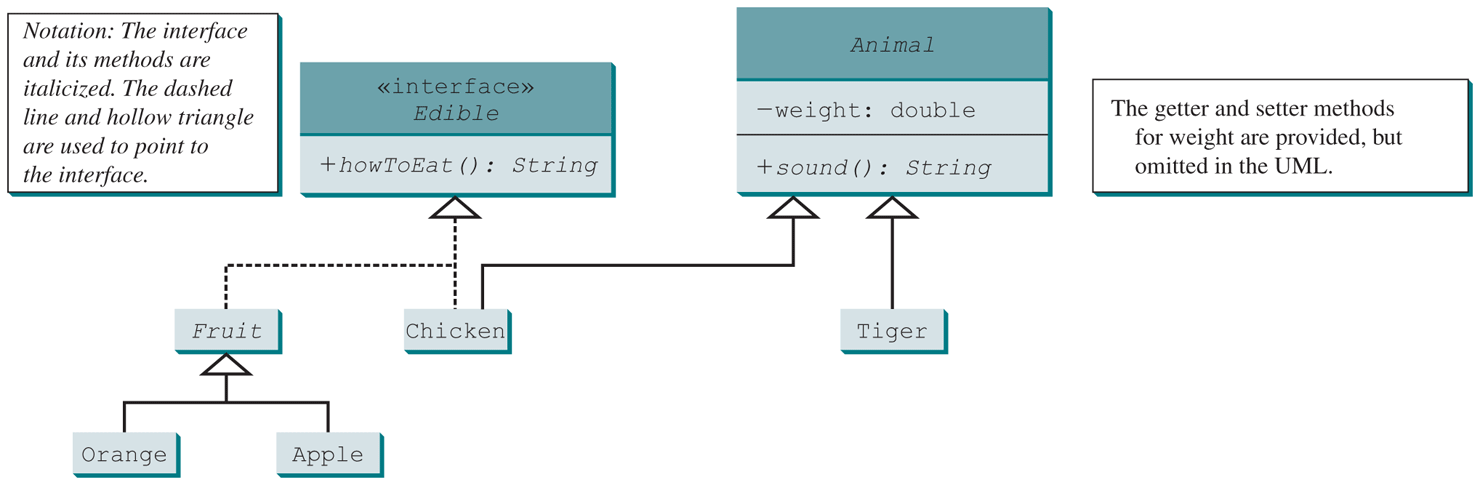 Notation: The interface
and its methods are
italicized. The dashed
line and hollow triangle
are used to point to
the interface.
«interface»
Edible
+howToEat(): String
Animal
−weight: double
+sound(): String
The getter and setter methods
for weight are provided, but
omitted in the UML.
Fruit
Chicken
Tiger
Orange
Apple